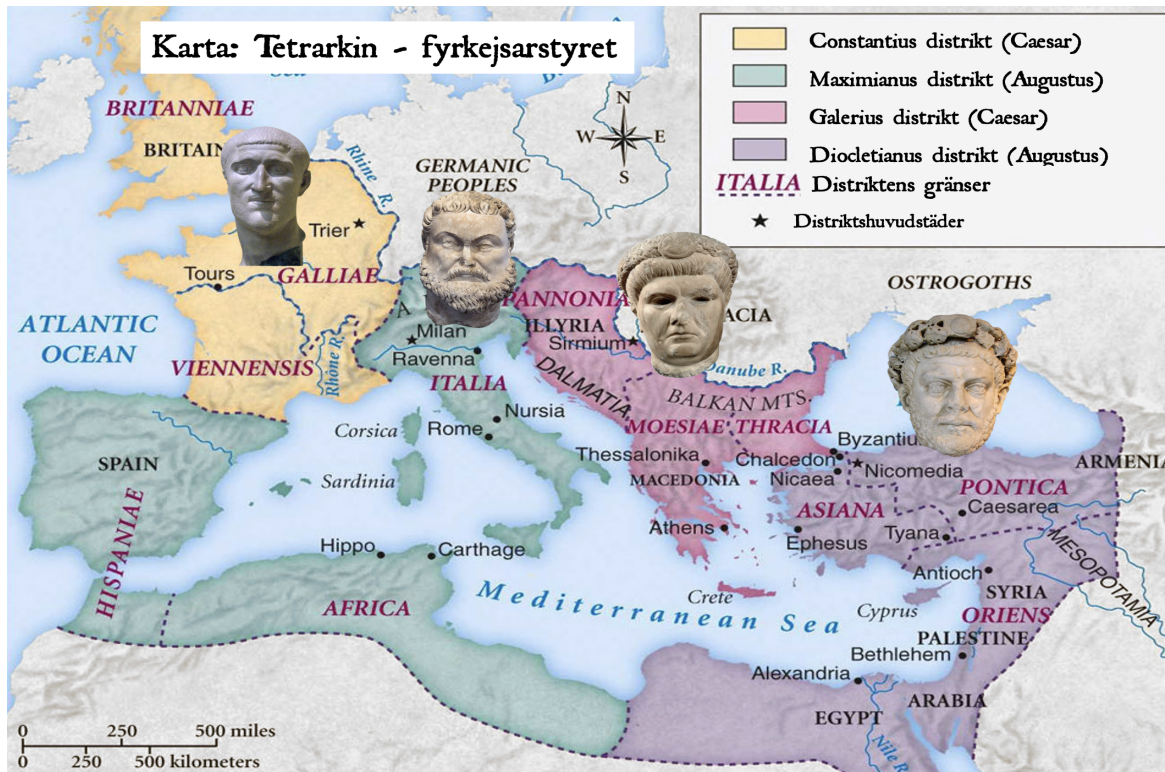 Karta: Tetrarkin - fyrkejsarstyret
Sea
Constantius distrikt (Caesar)
Maximianus distrikt (Augustus)
Galerius distrikt (Caesar)
Diocletianus distrikt (Augustus)
ITALIA Distriktens gränser
Distriktshuvudstäder
N
W E
S
BRITANNIAE
BRITAIN
Rhine R.
GERMANIC
PEOPLES
Trier
Tours
GALLIAE
ATLANTIC
OCEAN
VIENNENSIS
Rhône R.
A
Milan
Ravenna
ITALIA
PANNONIA
ILLYRIA
Sirmium
DALMATIA
ACIA
Danube R.
BALKAN MTS.
OSTROGOTHS
Nursia
Rome
Corsica
Sardinia
SPAIN
HISPANIAE
MOESIAE
THRACIA
Thessalonika
MACEDONIA
Byzantiu
Chalcedon
Nicomedia
Nicaea
ARMENIA
PONTICA
Caesarea
ASIANA
Tyana
Athens
Ephesus
MESOPOTAMIA
Antioch
SYRIA
Hippo
Carthage
AFRICA
Mediterranean Sea
Crete
Cyprus
ORIENS
PALESTINE
Bethlehem
Alexandria
ARABIA
EGYPT
Nile R.
0 250 500 miles
0 250 500 kilometers